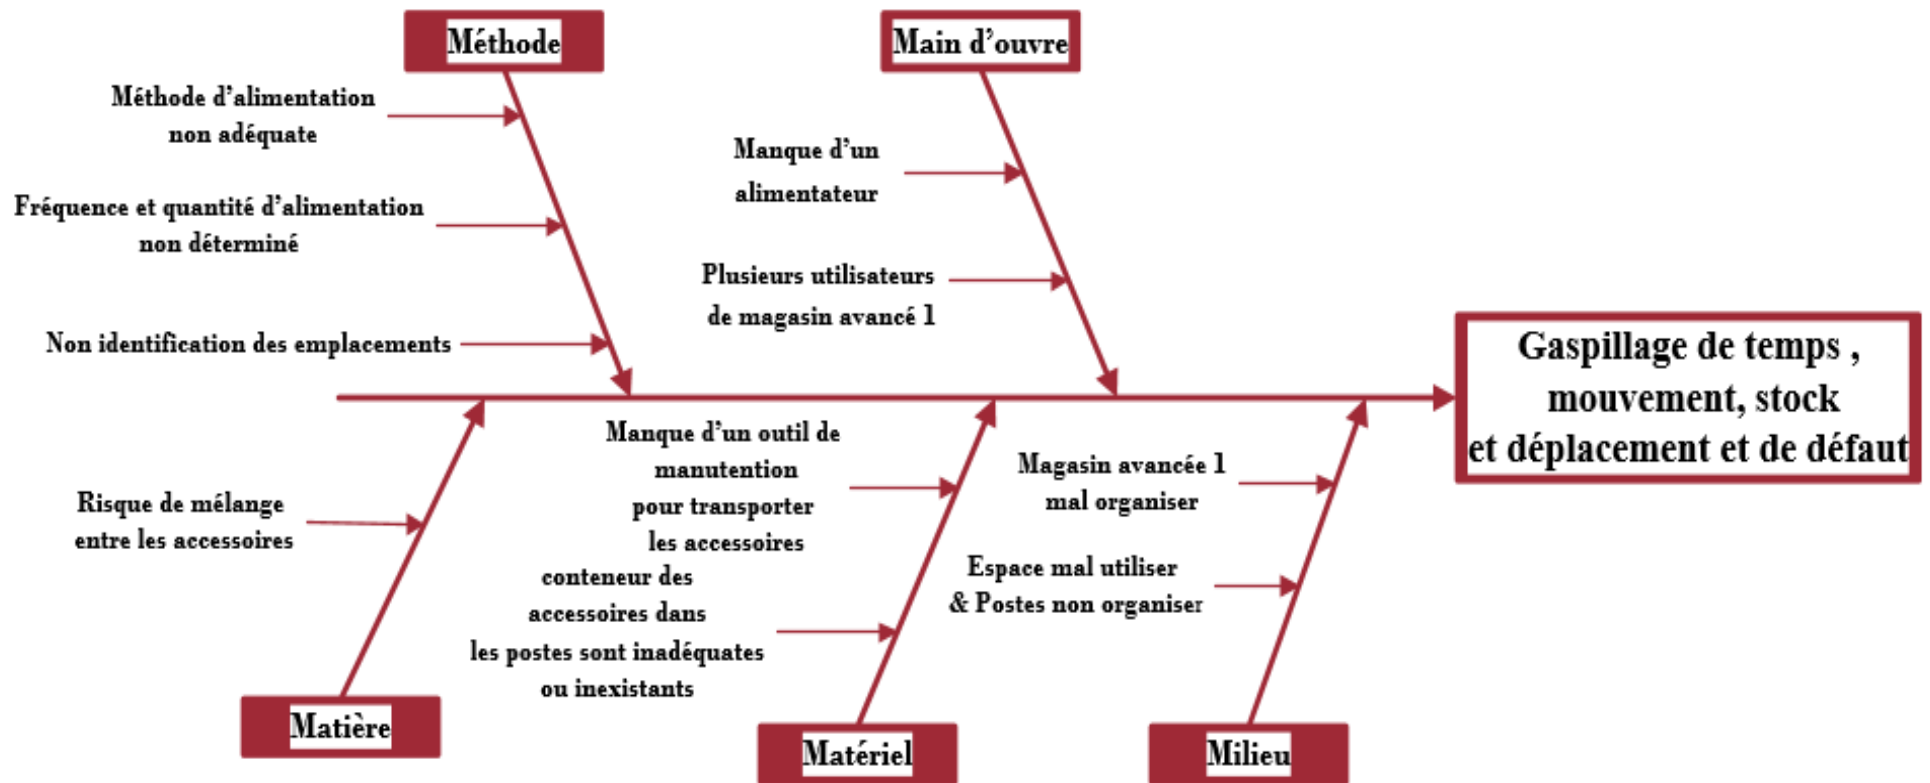 Méthode
Main d'ouvre
Méthode d'alimentation
non adéquate
Fréquence et quantité d'alimentation
non déterminé
Non identification des emplacements
Manque d'un
alimentateur
Plusieurs utilisateurs
de magasin avancé 1
Gaspillage de temps ,
mouvement, stock
et déplacement et de défaut
Risque de mélange
entre les accessoires
Manque d'un outil de
manutention
pour transporter
les accessoires
conteneur des
accessoires dans
les postes sont inadéquates
ou inexistants
Magasin avancée 1
mal organiser
Espace mal utiliser
& Postes non organiser
Matière
Matériel
Milieu